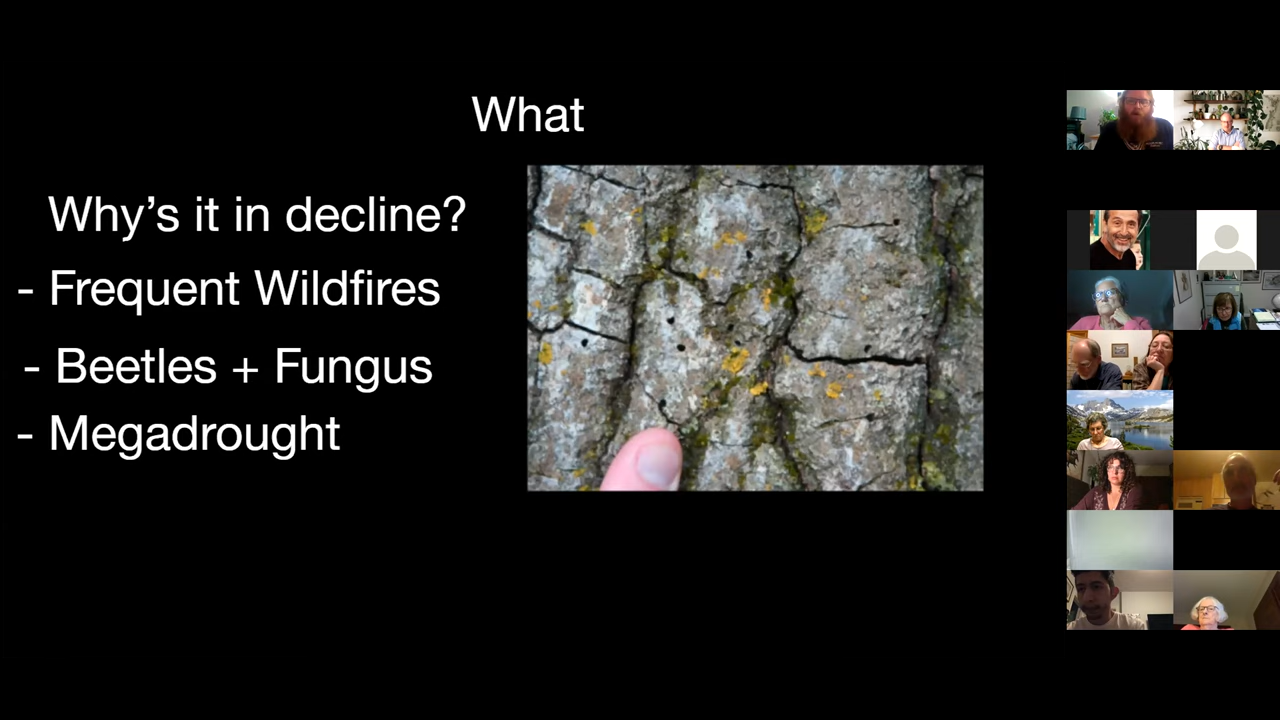 What
Why’s it in decline?
- Frequent Wildfires
- Beetles + Fungus
- Megadrought